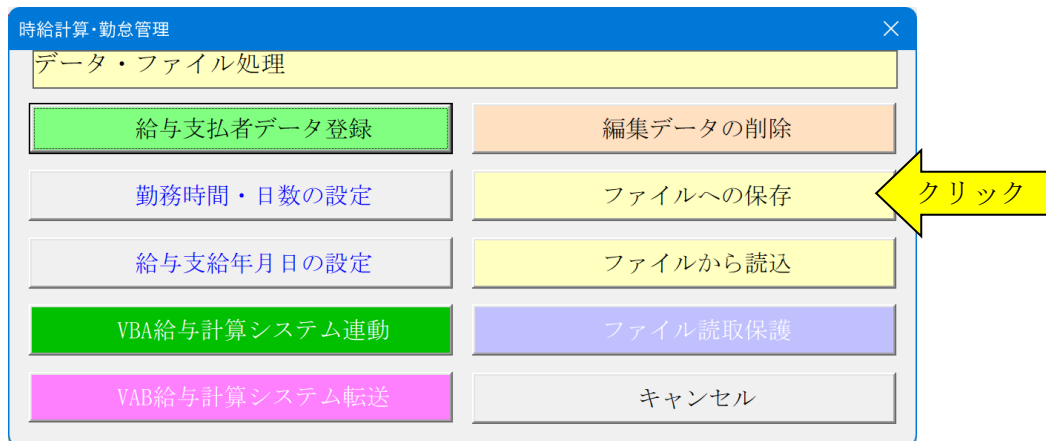 時給計算・勤怠管理
データ・ファイル処理
給与支払者データ登録
編集データの削除
勤務時間・日数の設定
ファイルへの保存
クリック
給与支給年月日の設定
ファイルから読込
VBA給与計算システム連動
ファイル読取保護
VAB給与計算システム転送
キャンセル